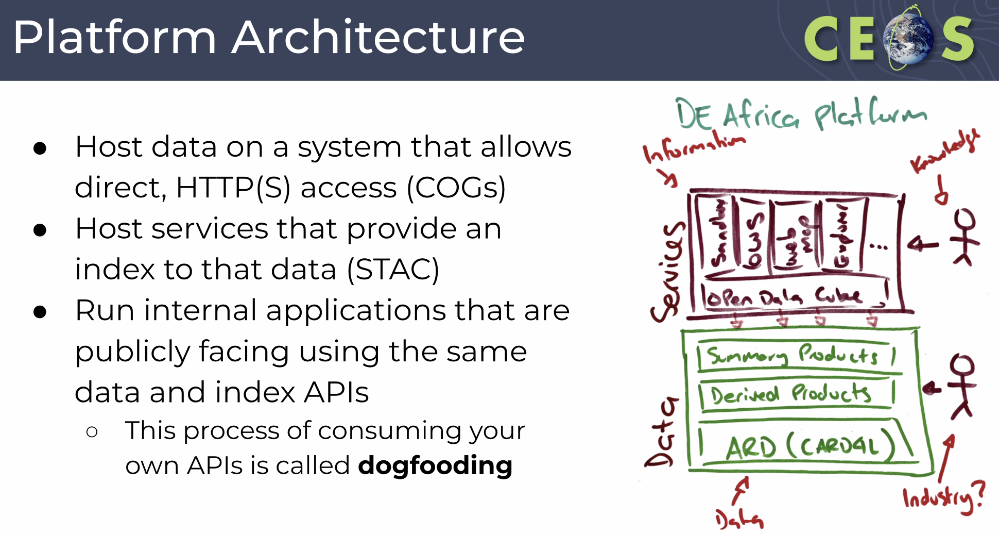 Platform Architecture
CEOS
● Host data on a system that allows
direct, HTTP(S) access (COGs)
● Host services that provide an
index to that data (STAC)
● Run internal applications that are
publicly facing using the same
data and index APIs
○ This process of consuming your
own APIs is called dogfooding
DE Africa Platform
Information
Knowledge
Services
Sandbox
OWS
Web
Map
Explorer
...
Open Data Cube
Data
Summary Products
Derived Products
ARD (CARD4L)
Data
Industry?